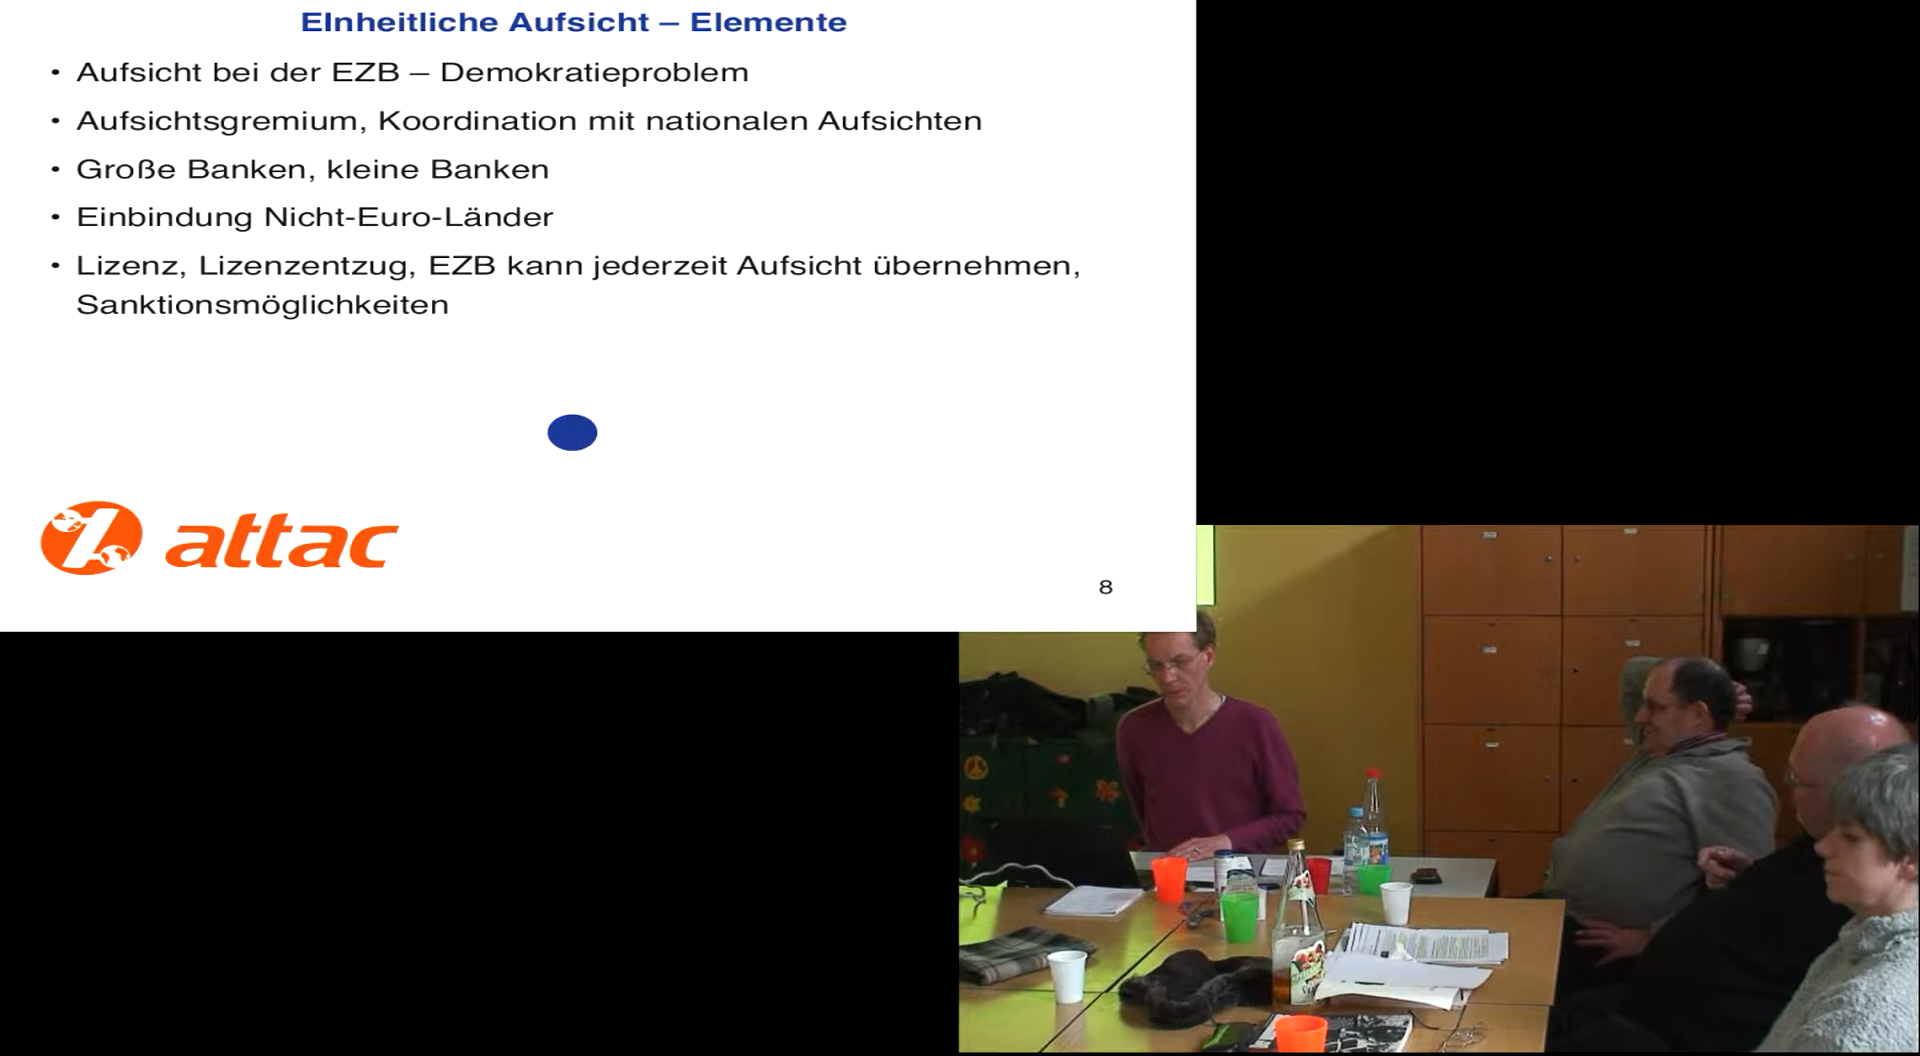 EInheitliche Aufsicht – Elemente
• Aufsicht bei der EZB – Demokratieproblem
• Aufsichtsgremium, Koordination mit nationalen Aufsichten
• Große Banken, kleine Banken
• Einbindung Nicht-Euro-Länder
• Lizenz, Lizenzentzug, EZB kann jederzeit Aufsicht übernehmen,
Sanktionsmöglichkeiten
attac
8